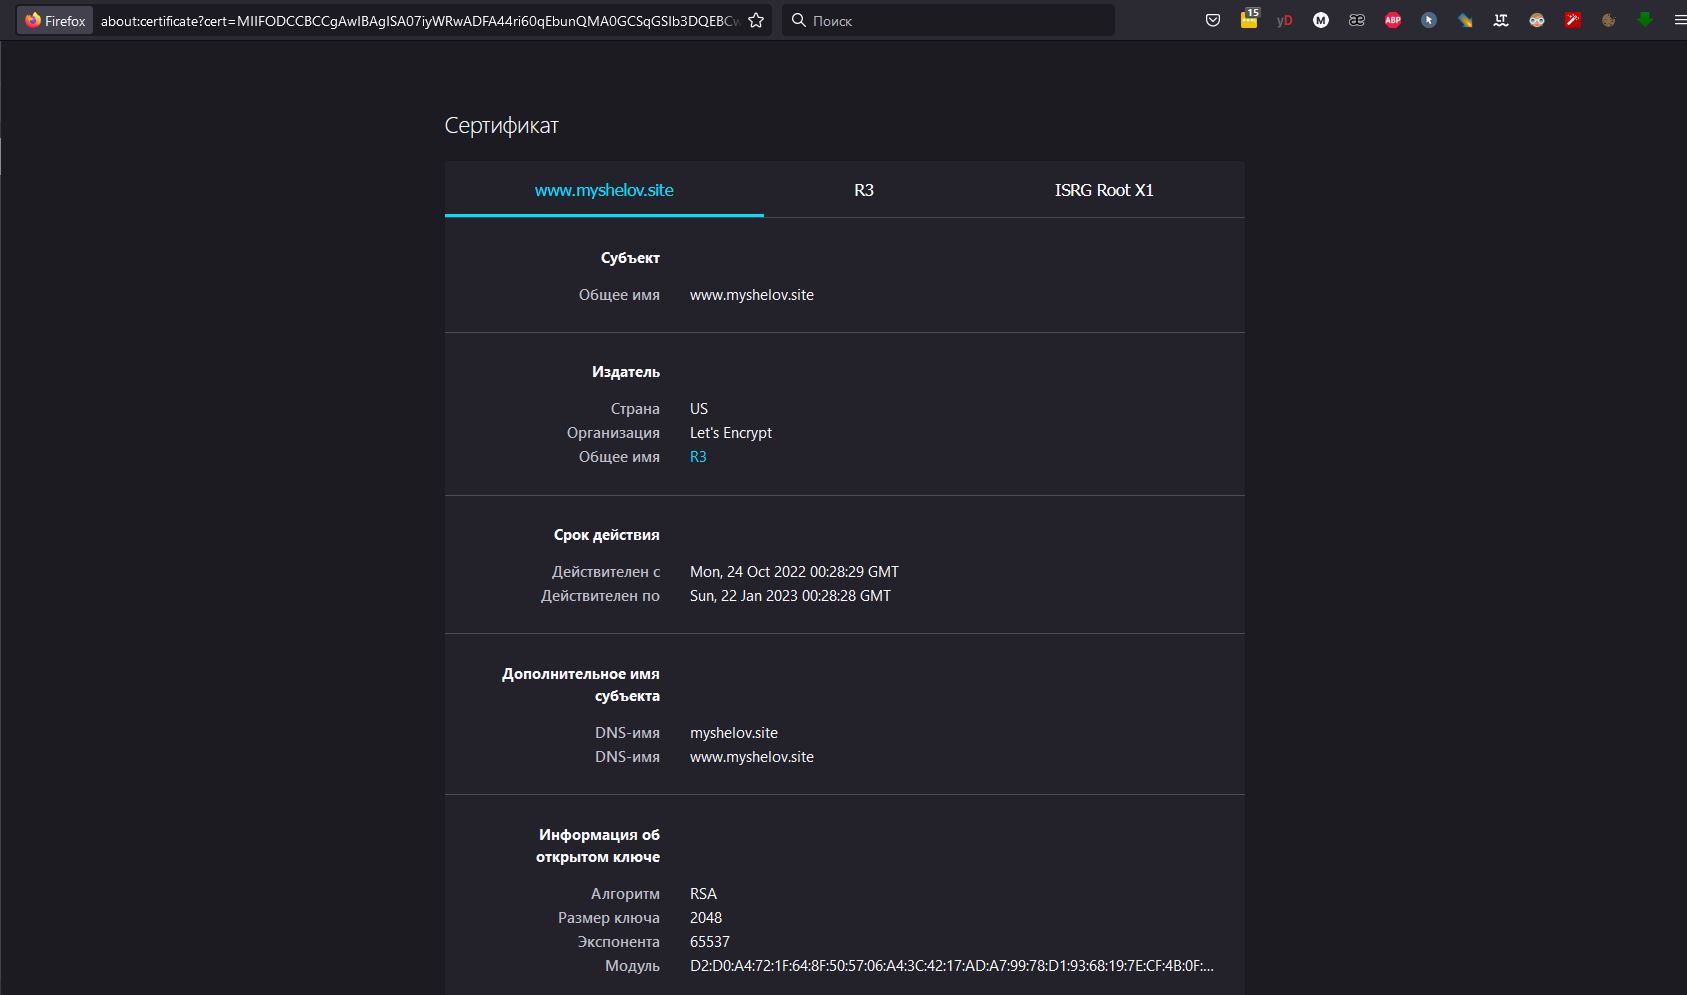 Firefox about:certificate?cert=MIIFODCCBCCgAwIBAgISA07iyWRwADFA44ri60qEbunQMA0GCSqGSIb3DQEBCw Поиск 15 yD M æ ABP
Сертификат
www.myshelov.site R3 ISRG Root X1
Субъект
Общее имя www.myshelov.site
Издатель
Страна US
Организация Let's Encrypt
Общее имя R3
Срок действия
Действителен с Mon, 24 Oct 2022 00:28:29 GMT
Действителен по Sun, 22 Jan 2023 00:28:28 GMT
Дополнительное имя
субъекта
DNS-имя myshelov.site
DNS-имя www.myshelov.site
Информация об
открытом ключе
Алгоритм RSA
Размер ключа 2048
Экспонента 65537
Модуль D2:D0:A4:72:1F:64:8F:50:57:06:A4:3C:42:17:AD:A7:99:78:D1:93:68:19:7E:CF:4B:0F:...